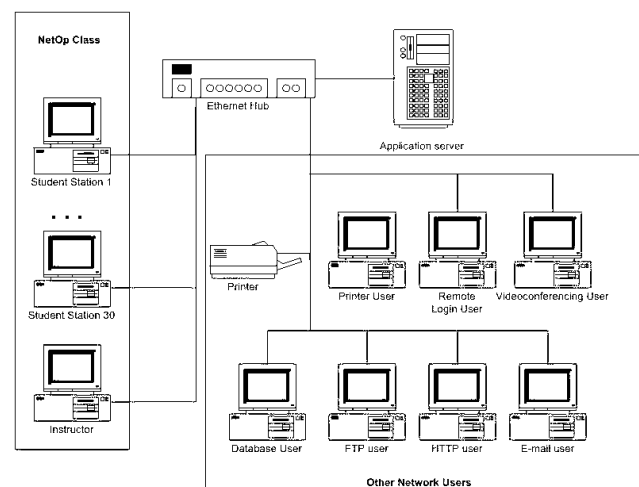 NetOp Class
Ethernet Hub
Application server
Student Station 1
. . .
Student Station 30
Instructor
Printer
Printer User
Remote
Login User
Videoconferencing User
Database User
FTP user
HTTP user
E-mail user
Other Network Users